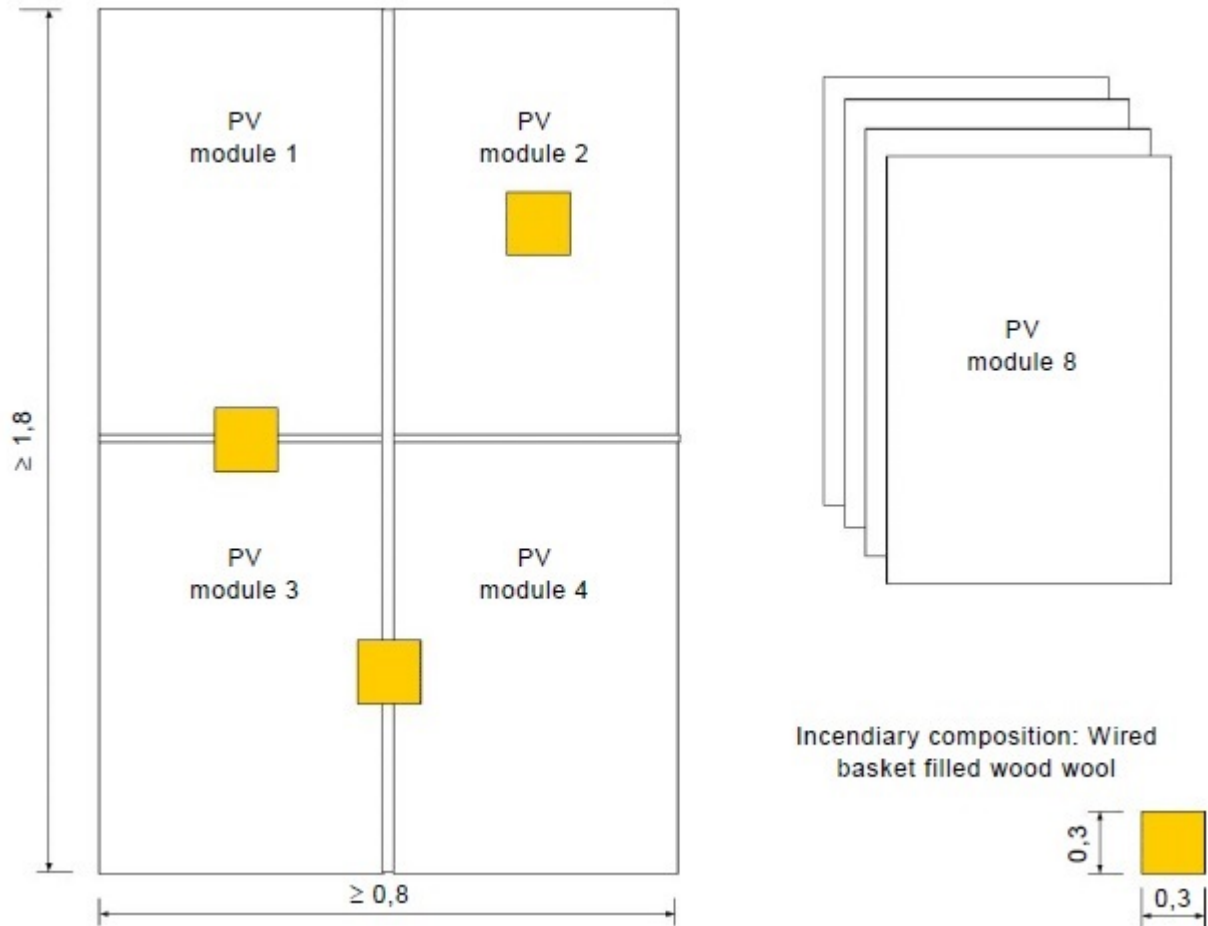 PV
module 1
PV
module 2
PV
module 8
≥ 1,8
PV
module 3
PV
module 4
≥ 0,8
Incendiary composition: Wired
basket filled wood wool
0,3
0,3